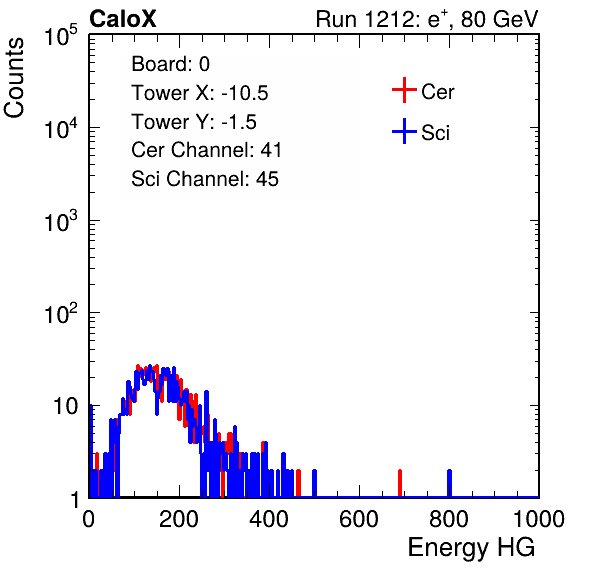 CaloX Run 1212: e⁺, 80 GeV
Counts
10⁵
10⁴
10³
10²
10
1
Board: 0
Tower X: -10.5
Tower Y: -1.5
Cer Channel: 41
Sci Channel: 45
Cer
Sci
0 200 400 600 800 1000
Energy HG